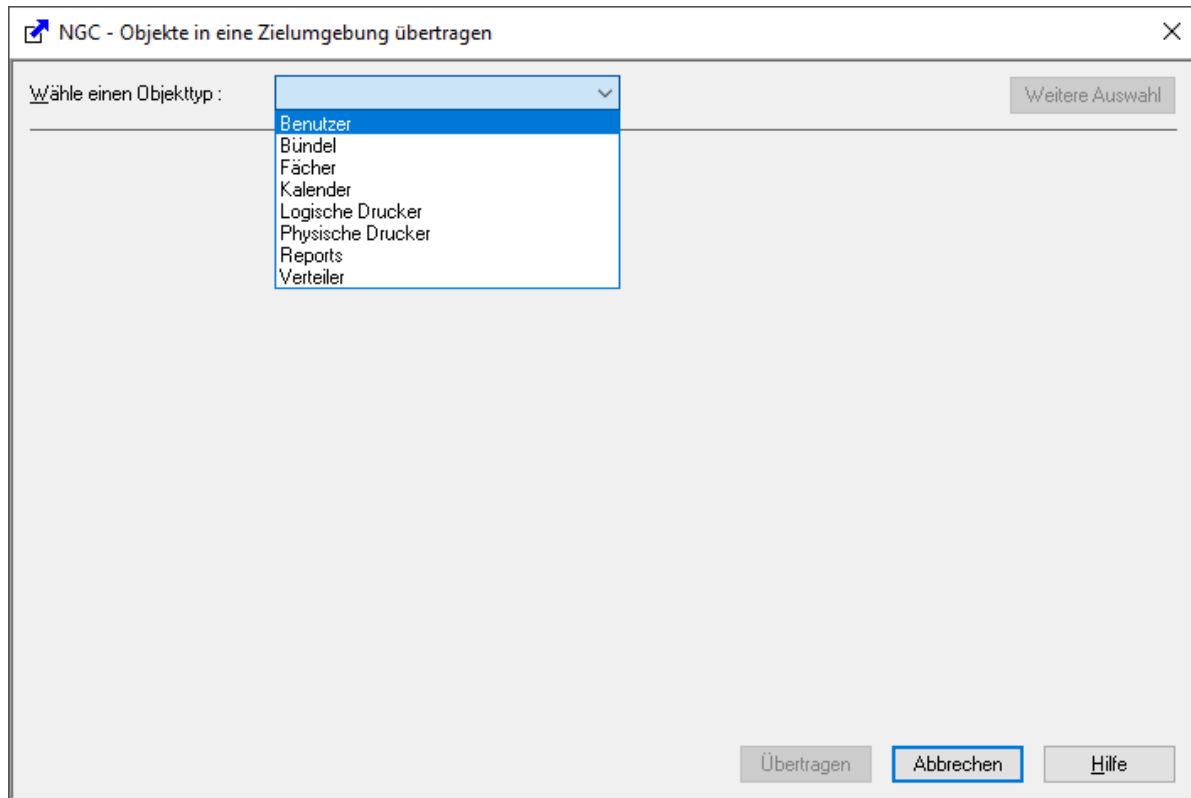 NGC - Objekte in eine Zielumgebung übertragen
Wähle einen Objekttyp :
Weitere Auswahl
Benutzer
Bündel
Fächer
Kalender
Logische Drucker
Physische Drucker
Reports
Verteiler
Übertragen
Abbrechen
Hilfe